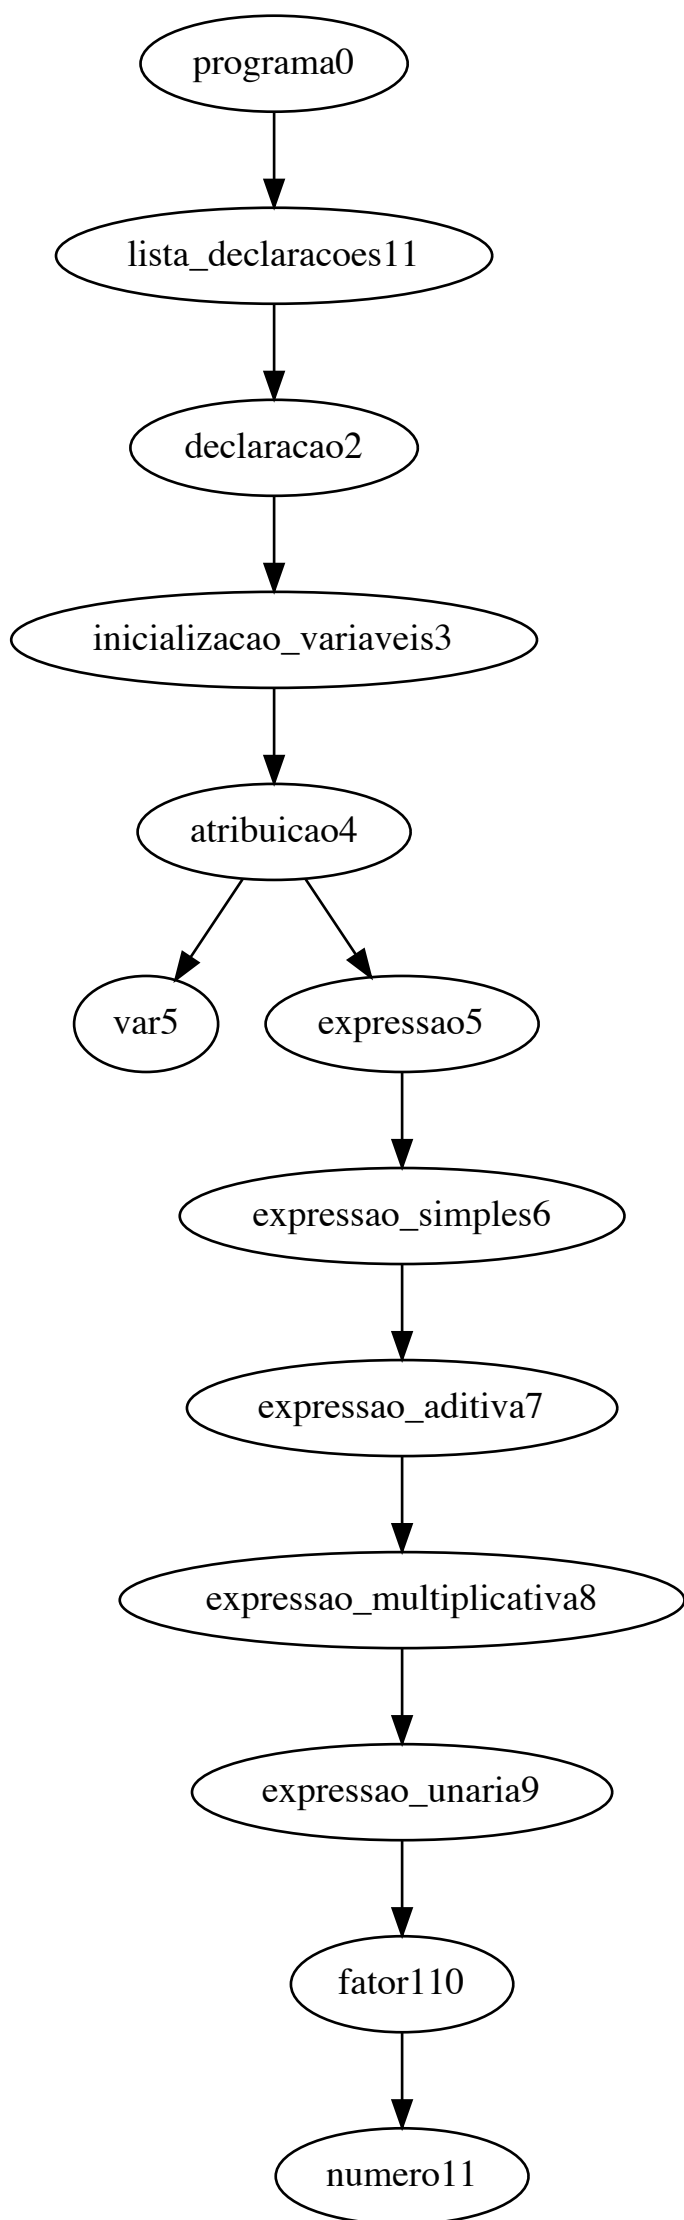 programa0
lista_declaracoes11
declaracao2
inicializacao_variaveis3
atribuicao4
var5
expressao5
expressao_simples6
expressao_aditiva7
expressao_multiplicativa8
expressao_unaria9
fator110
numero11